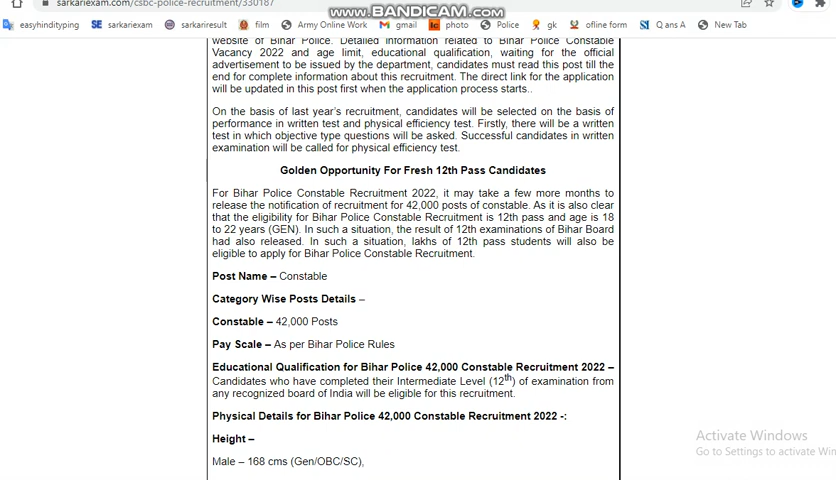 sarkariexam.com/csbc-police-recruitment/330187
www.BANDICAM.com
easyhindityping SE sarkariexam sarkariresult film Army Online Work gmail photo Police gk offline form Q ans A New Tab
website of Bihar Police. Detailed information related to Bihar Police Constable
Vacancy 2022 and age limit, educational qualification, waiting for the official
advertisement to be issued by the department, candidates must read this post till the
end for complete information about this recruitment. The direct link for the application
will be updated in this post first when the application process starts..
On the basis of last year's recruitment, candidates will be selected on the basis of
performance in written test and physical efficiency test. Firstly, there will be a written
test in which objective type questions will be asked. Successful candidates in written
examination will be called for physical efficiency test.
Golden Opportunity For Fresh 12th Pass Candidates
For Bihar Police Constable Recruitment 2022, it may take a few more months to
release the notification of recruitment for 42,000 posts of constable. As it is also clear
that the eligibility for Bihar Police Constable Recruitment is 12th pass and age is 18
to 22 years (GEN). In such a situation, the result of 12th examinations of Bihar Board
had also released. In such a situation, lakhs of 12th pass students will also be
eligible to apply for Bihar Police Constable Recruitment.
Post Name – Constable
Category Wise Posts Details –
Constable – 42,000 Posts
Pay Scale – As per Bihar Police Rules
Educational Qualification for Bihar Police 42,000 Constable Recruitment 2022 –
Candidates who have completed their Intermediate Level (12th) of examination from
any recognized board of India will be eligible for this recruitment.
Physical Details for Bihar Police 42,000 Constable Recruitment 2022 -:
Height –
Male – 168 cms (Gen/OBC/SC),
Activate Windows
Go to Settings to activate Win